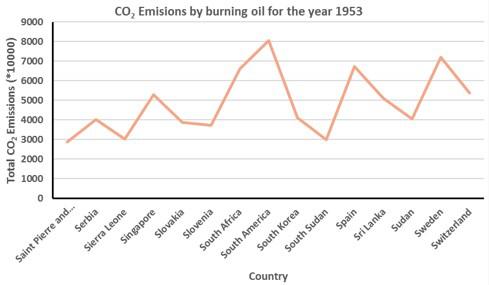 CO₂ Emisions by burning oil for the year 1953
Total CO₂ Emissions (*10000)
9000
8000
7000
6000
5000
4000
3000
2000
1000
0
Saint Pierre and...
Serbia
Sierra Leone
Singapore
Slovakia
Slovenia
South Africa
South America
South Korea
South Sudan
Spain
Sri Lanka
Sudan
Sweden
Switzerland
Country